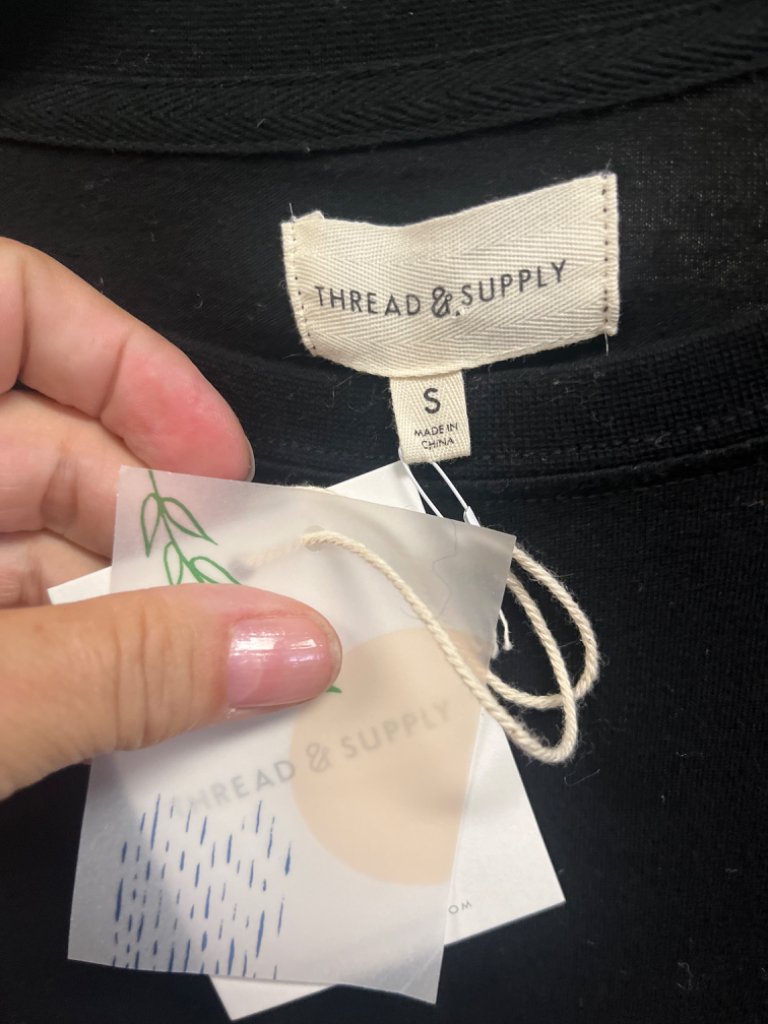 THREAD & SUPPLY
S
MADE IN
CHINA
THREAD & SUPPLY